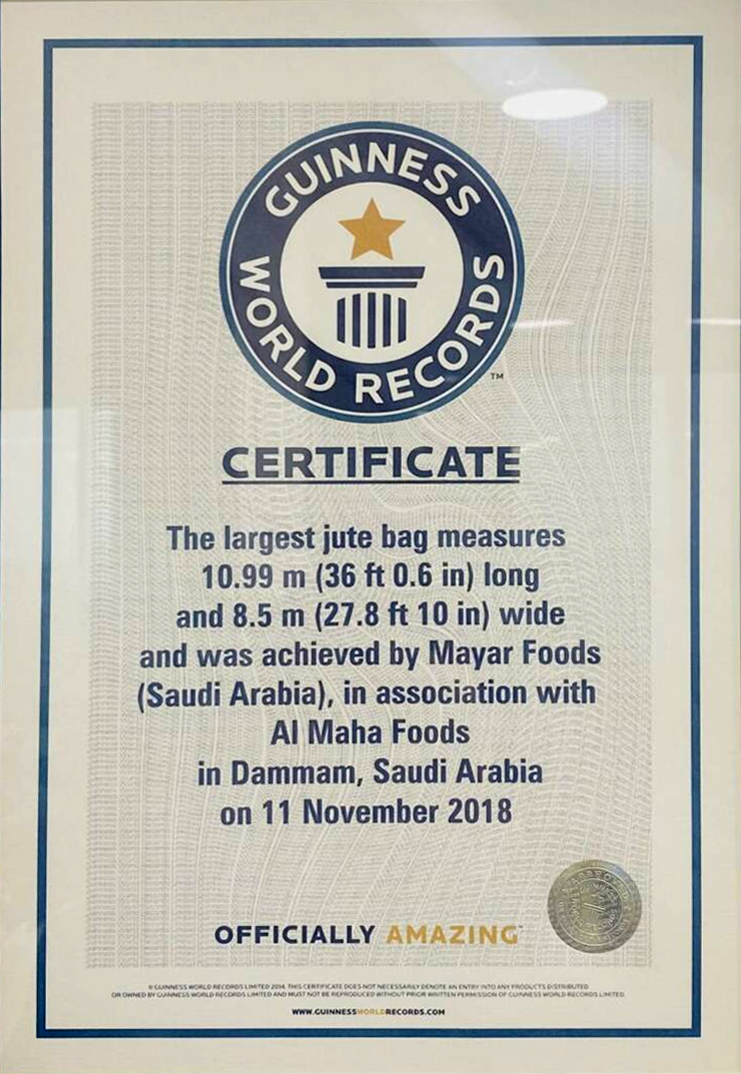 GUINNESS
WORLD RECORDS
TM
CERTIFICATE
The largest jute bag measures
10.99 m (36 ft 0.6 in) long
and 8.5 m (27.8 ft 10 in) wide
and was achieved by Mayar Foods
(Saudi Arabia), in association with
Al Maha Foods
in Dammam, Saudi Arabia
on 11 November 2018
OFFICIALLY AMAZING
© GUINNESS WORLD RECORDS LIMITED 2014. THIS CERTIFICATE DOES NOT NECESSARILY DENOTE AN ENTRY INTO ANY PRODUCTS DISTRIBUTED
OR OWNED BY GUINNESS WORLD RECORDS LIMITED AND MUST NOT BE REPRODUCED WITHOUT PRIOR WRITTEN PERMISSION OF GUINNESS WORLD RECORDS LIMITED.
WWW.GUINNESSWORLDRECORDS.COM